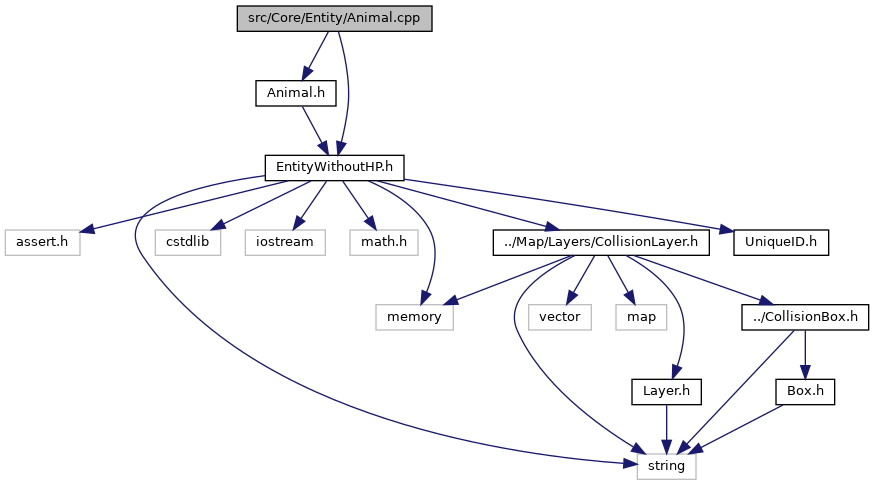 src/Core/Entity/Animal.cpp
Animal.h
EntityWithoutHP.h
assert.h
cstdlib
iostream
math.h
../Map/Layers/CollisionLayer.h
UniqueID.h
memory
vector
map
../CollisionBox.h
Layer.h
Box.h
string